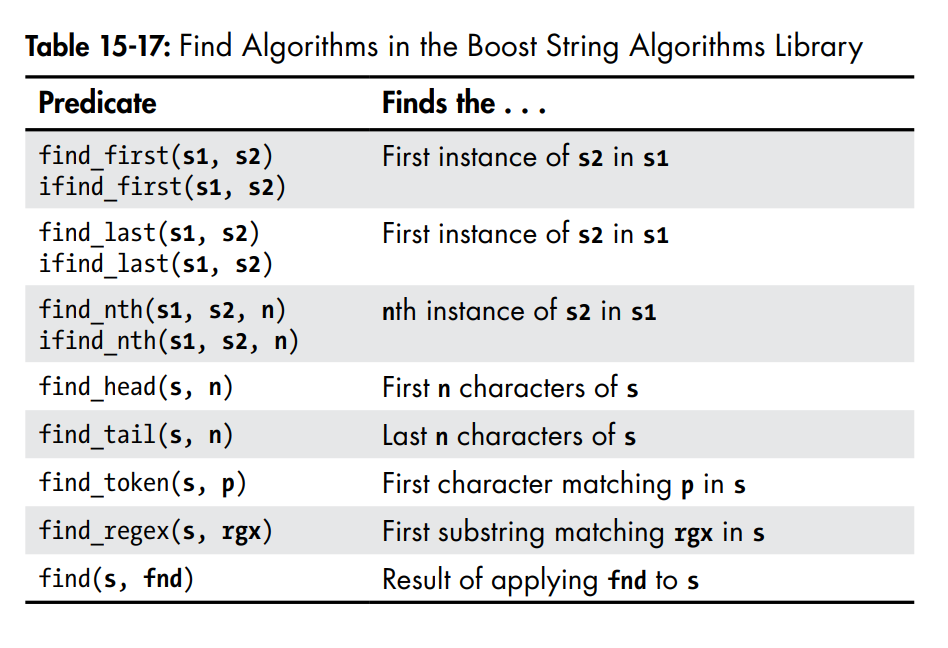 Table 15-17: Find Algorithms in the Boost String Algorithms Library
Predicate Finds the . . .
find_first(s1, s2) First instance of s2 in s1
ifind_first(s1, s2)
find_last(s1, s2) First instance of s2 in s1
ifind_last(s1, s2)
find_nth(s1, s2, n) nth instance of s2 in s1
ifind_nth(s1, s2, n)
find_head(s, n) First n characters of s
find_tail(s, n) Last n characters of s
find_token(s, p) First character matching p in s
find_regex(s, rgx) First substring matching rgx in s
find(s, fnd) Result of applying fnd to s